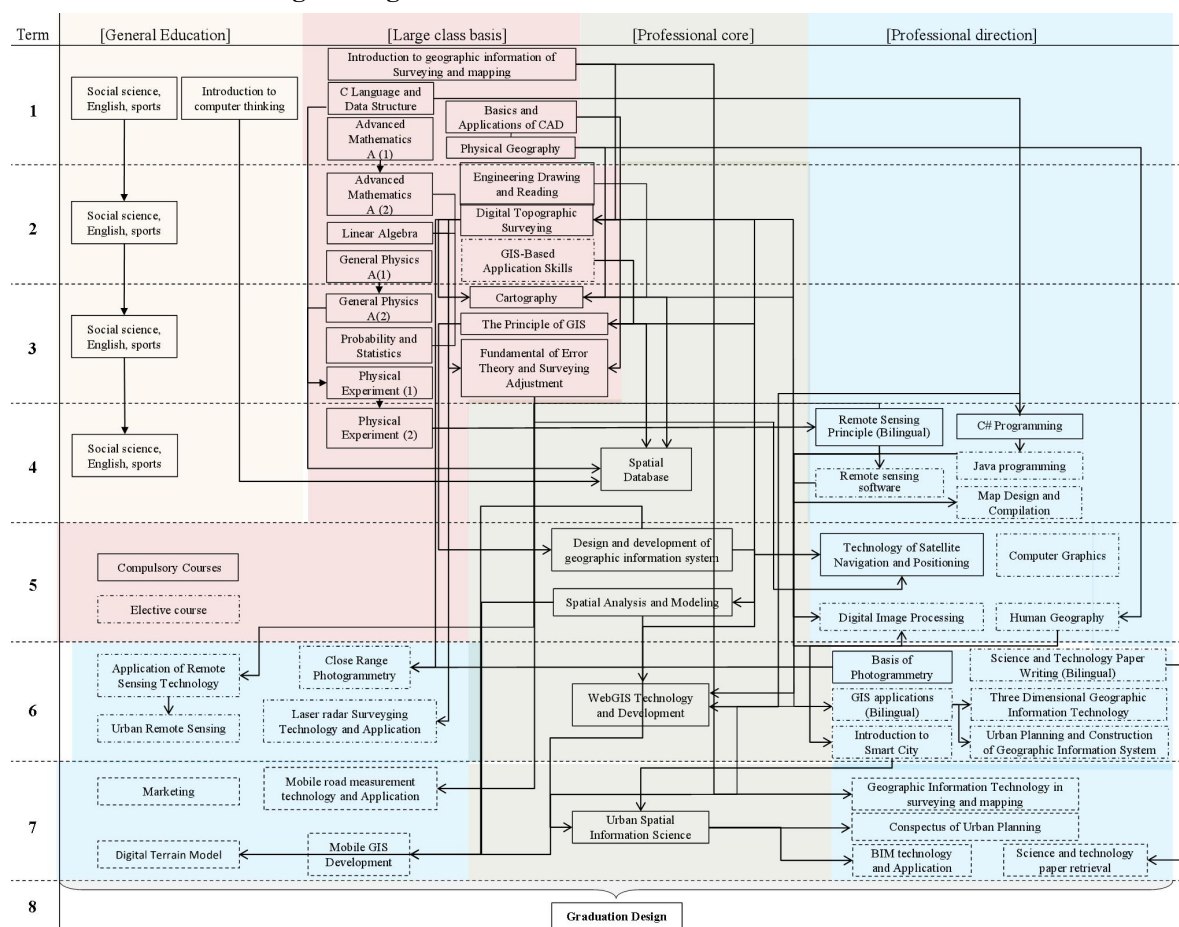 Term
[General Education]
[Large class basis]
[Professional core]
[Professional direction]
1
Social science,
English, sports
Introduction to
computer thinking
Introduction to geographic information of
Surveying and mapping
C Language and
Data Structure
Basics and
Applications of CAD
Advanced
Mathematics
A (1)
Physical Geography
2
Social science,
English, sports
Advanced
Mathematics
A (2)
Engineering Drawing
and Reading
Digital Topographic
Surveying
Linear Algebra
General Physics
A(1)
GIS-Based
Application Skills
3
Social science,
English, sports
General Physics
A(2)
Cartography
The Principle of GIS
Probability and
Statistics
Fundamental of Error
Theory and Surveying
Adjustment
Physical
Experiment (1)
4
Social science,
English, sports
Physical
Experiment (2)
Spatial
Database
Remote Sensing
Principle (Bilingual)
C# Programming
Remote sensing
software
Java programming
Map Design and
Compilation
5
Compulsory Courses
Elective course
Design and development of
geographic information system
Spatial Analysis and Modeling
Technology of Satellite
Navigation and Positioning
Computer Graphics
Digital Image Processing
Human Geography
6
Application of Remote
Sensing Technology
Close Range
Photogrammetry
Urban Remote Sensing
Laser radar Surveyging
Technology and Application
WebGIS Technology
and Development
Basis of
Photogrammetry
Science and Technology Paper
Writing (Bilingual)
GIS applications
(Bilingual)
Three Dimensional Geographic
Information Technology
Introduction to
Smart City
Urban Planning and Construction
of Geographic Information System
7
Marketing
Mobile road measurement
technology and Application
Digital Terrain Model
Mobile GIS
Development
Urban Spatial
Information Science
Geographic Information Technology in
surveying and mapping
Conspectus of Urban Planning
BIM technology
and Application
Science and technology
paper retrieval
8
Graduation Design